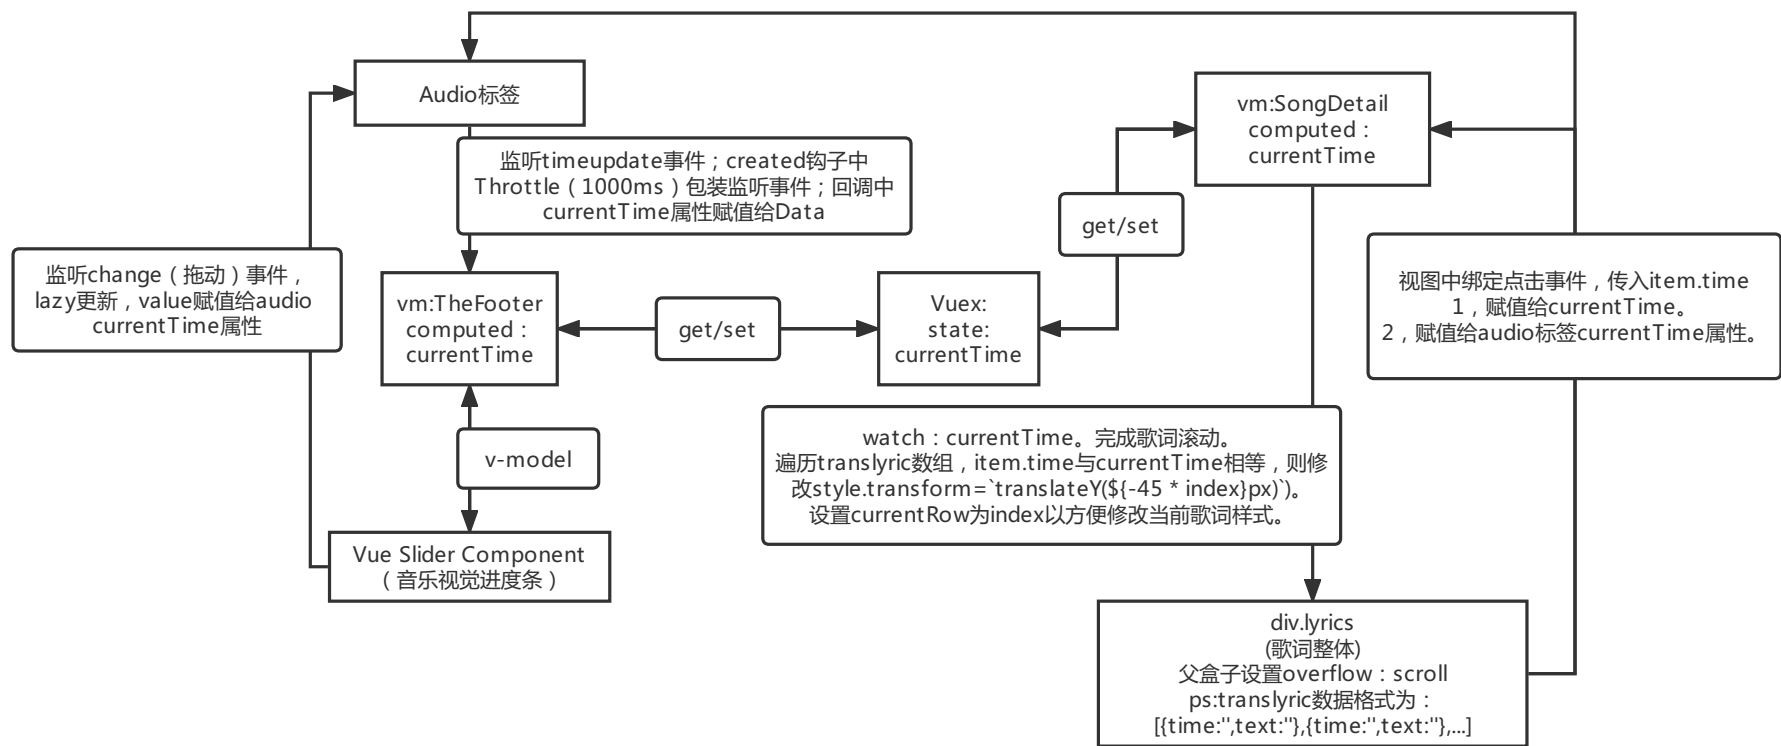 Audio标签
监听timeupdate事件；created钩子中
Throttle（1000ms）包装监听事件；回调中
currentTime属性赋值给Data
监听change（拖动）事件，
lazy更新，value赋值给audio
currentTime属性
vm:TheFooter
computed：
currentTime
get/set
Vuex:
state:
currentTime
get/set
vm:SongDetail
computed：
currentTime
视图中绑定点击事件，传入item.time
1，赋值给currentTime。
2，赋值给audio标签currentTime属性。
v-model
Vue Slider Component
（音乐视觉进度条）
watch：currentTime。完成歌词滚动。
遍历translyric数组，item.time与currentTime相等，则修
改style.transform=`translateY(${-45 * index}px)`)。
设置currentRow为index以方便修改当前歌词样式。
div.lyrics
(歌词整体)
父盒子设置overflow：scroll
ps:translyric数据格式为：
[{time:'',text:''},{time:'',text:''},...]